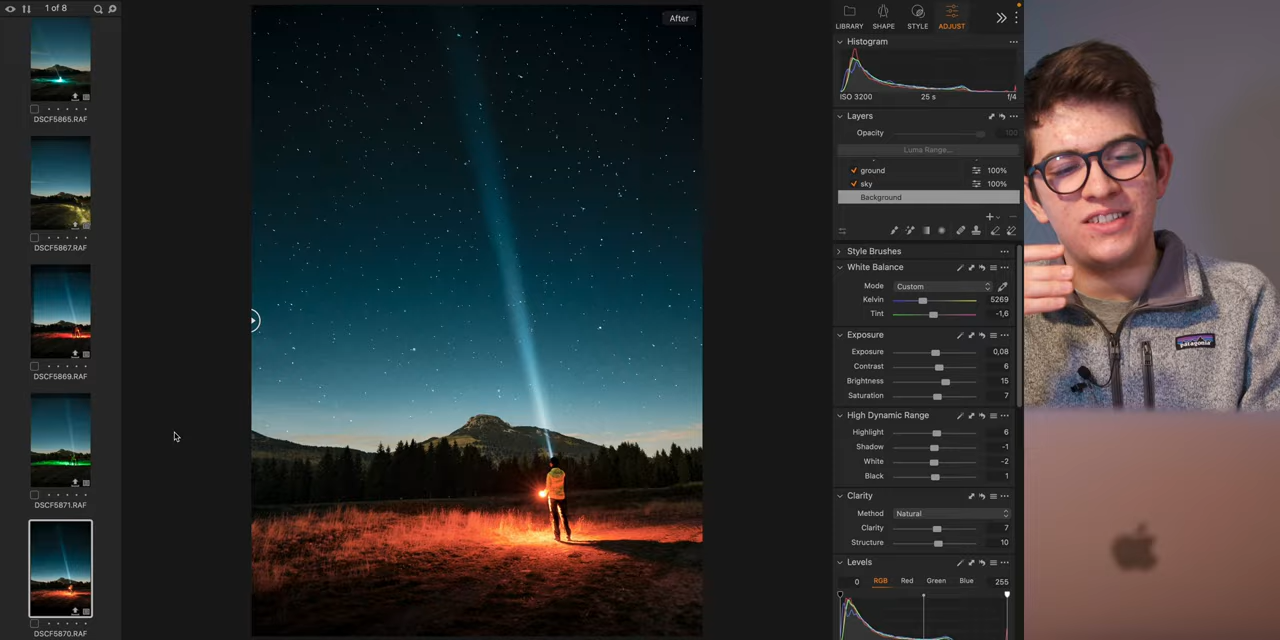 1 of 8
DSCF5865.RAF
DSCF5867.RAF
DSCF5869.RAF
DSCF5871.RAF
DSCF5870.RAF
After
LIBRARY SHAPE STYLE ADJUST
Histogram
ISO 3200 25 s f/4
Layers
Opacity 100
Luma Range...
ground 100%
sky 100%
Background
Style Brushes
White Balance
Mode Custom
Kelvin 5269
Tint -1,6
Exposure
Exposure 0,08
Contrast 6
Brightness 15
Saturation 7
High Dynamic Range
Highlight 6
Shadow -1
White -2
Black 1
Clarity
Method Natural
Clarity 7
Structure 10
Levels
0 RGB Red Green Blue 255
patagonia